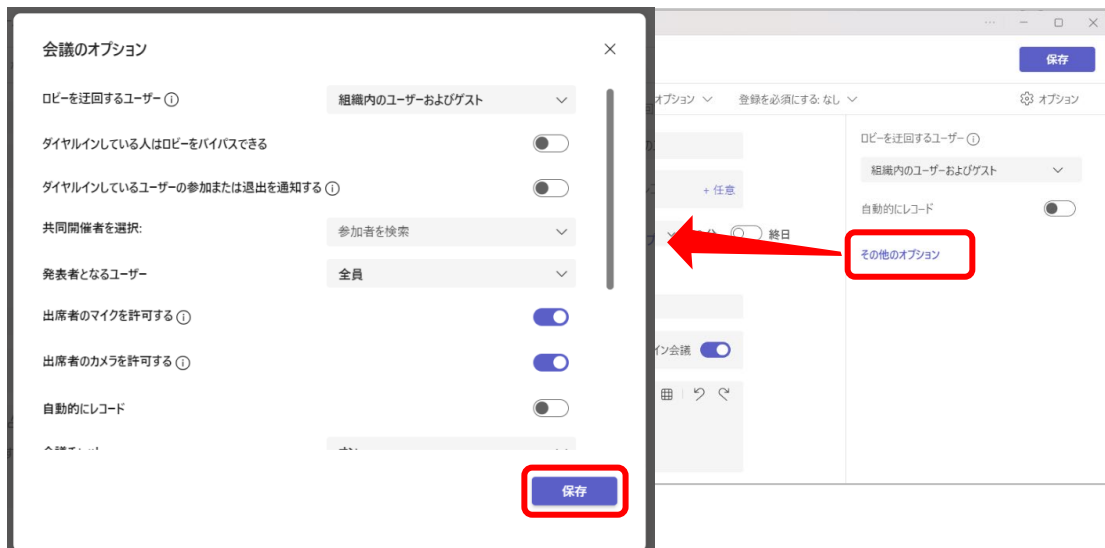 会議のオプション
ロビーを迂回するユーザー
組織内のユーザーおよびゲスト
ダイヤルインしている人はロビーをバイパスできる
ダイヤルインしているユーザーの参加または退出を通知する
共同開催者を選択:
参加者を検索
発表者となるユーザー
全員
出席者のマイクを許可する
出席者のカメラを許可する
自動的にレコード
保存
保存
オプション
登録を必須にする: なし
オプション
+ 任意
終日
イン会議
ロビーを迂回するユーザー
組織内のユーザーおよびゲスト
自動的にレコード
その他のオプション